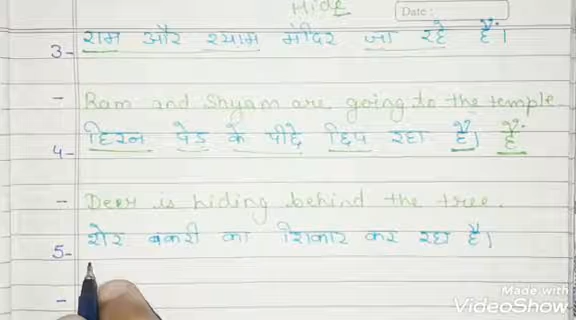 Hide
Date :
3- राम और श्याम मंदिर जा रहे हैं।
- Ram and Shyam are going to the temple
4- हिरन पेड के पीछे छिप रहा है। है
- Deer is hiding behind the tree.
5- शेर बकरी का शिकार कर रहा है।
-
Made with
VideoShow